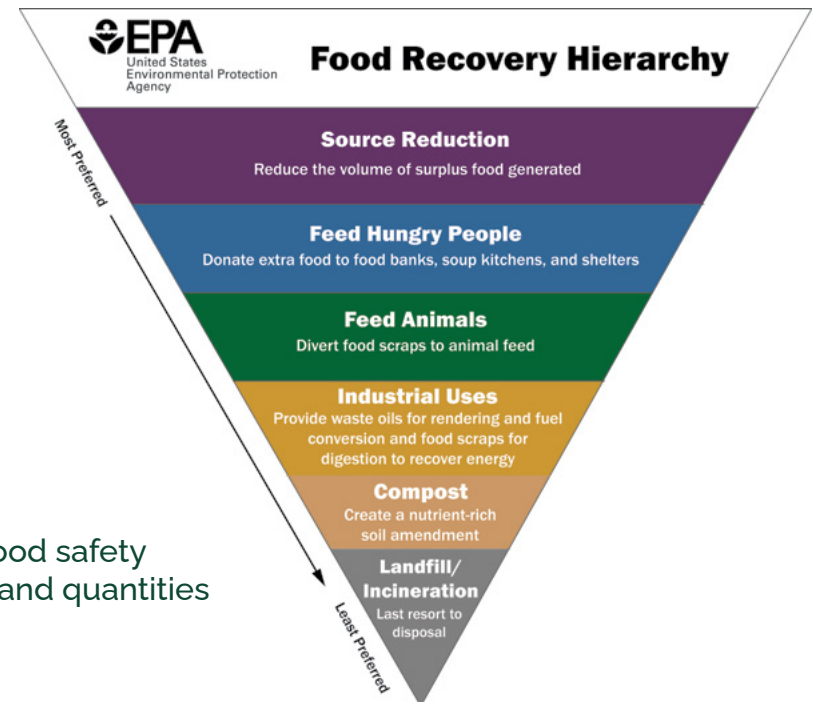 EPA
United States
Environmental Protection
Agency
Food Recovery Hierarchy
Most Preferred
Source Reduction
Reduce the volume of surplus food generated
Feed Hungry People
Donate extra food to food banks, soup kitchens, and shelters
Feed Animals
Divert food scraps to animal feed
Industrial Uses
Provide waste oils for rendering and fuel
conversion and food scraps for
digestion to recover energy
Compost
Create a nutrient-rich
soil amendment
Landfill/
Incineration
Last resort to
disposal
Least Preferred
safety
and quantities